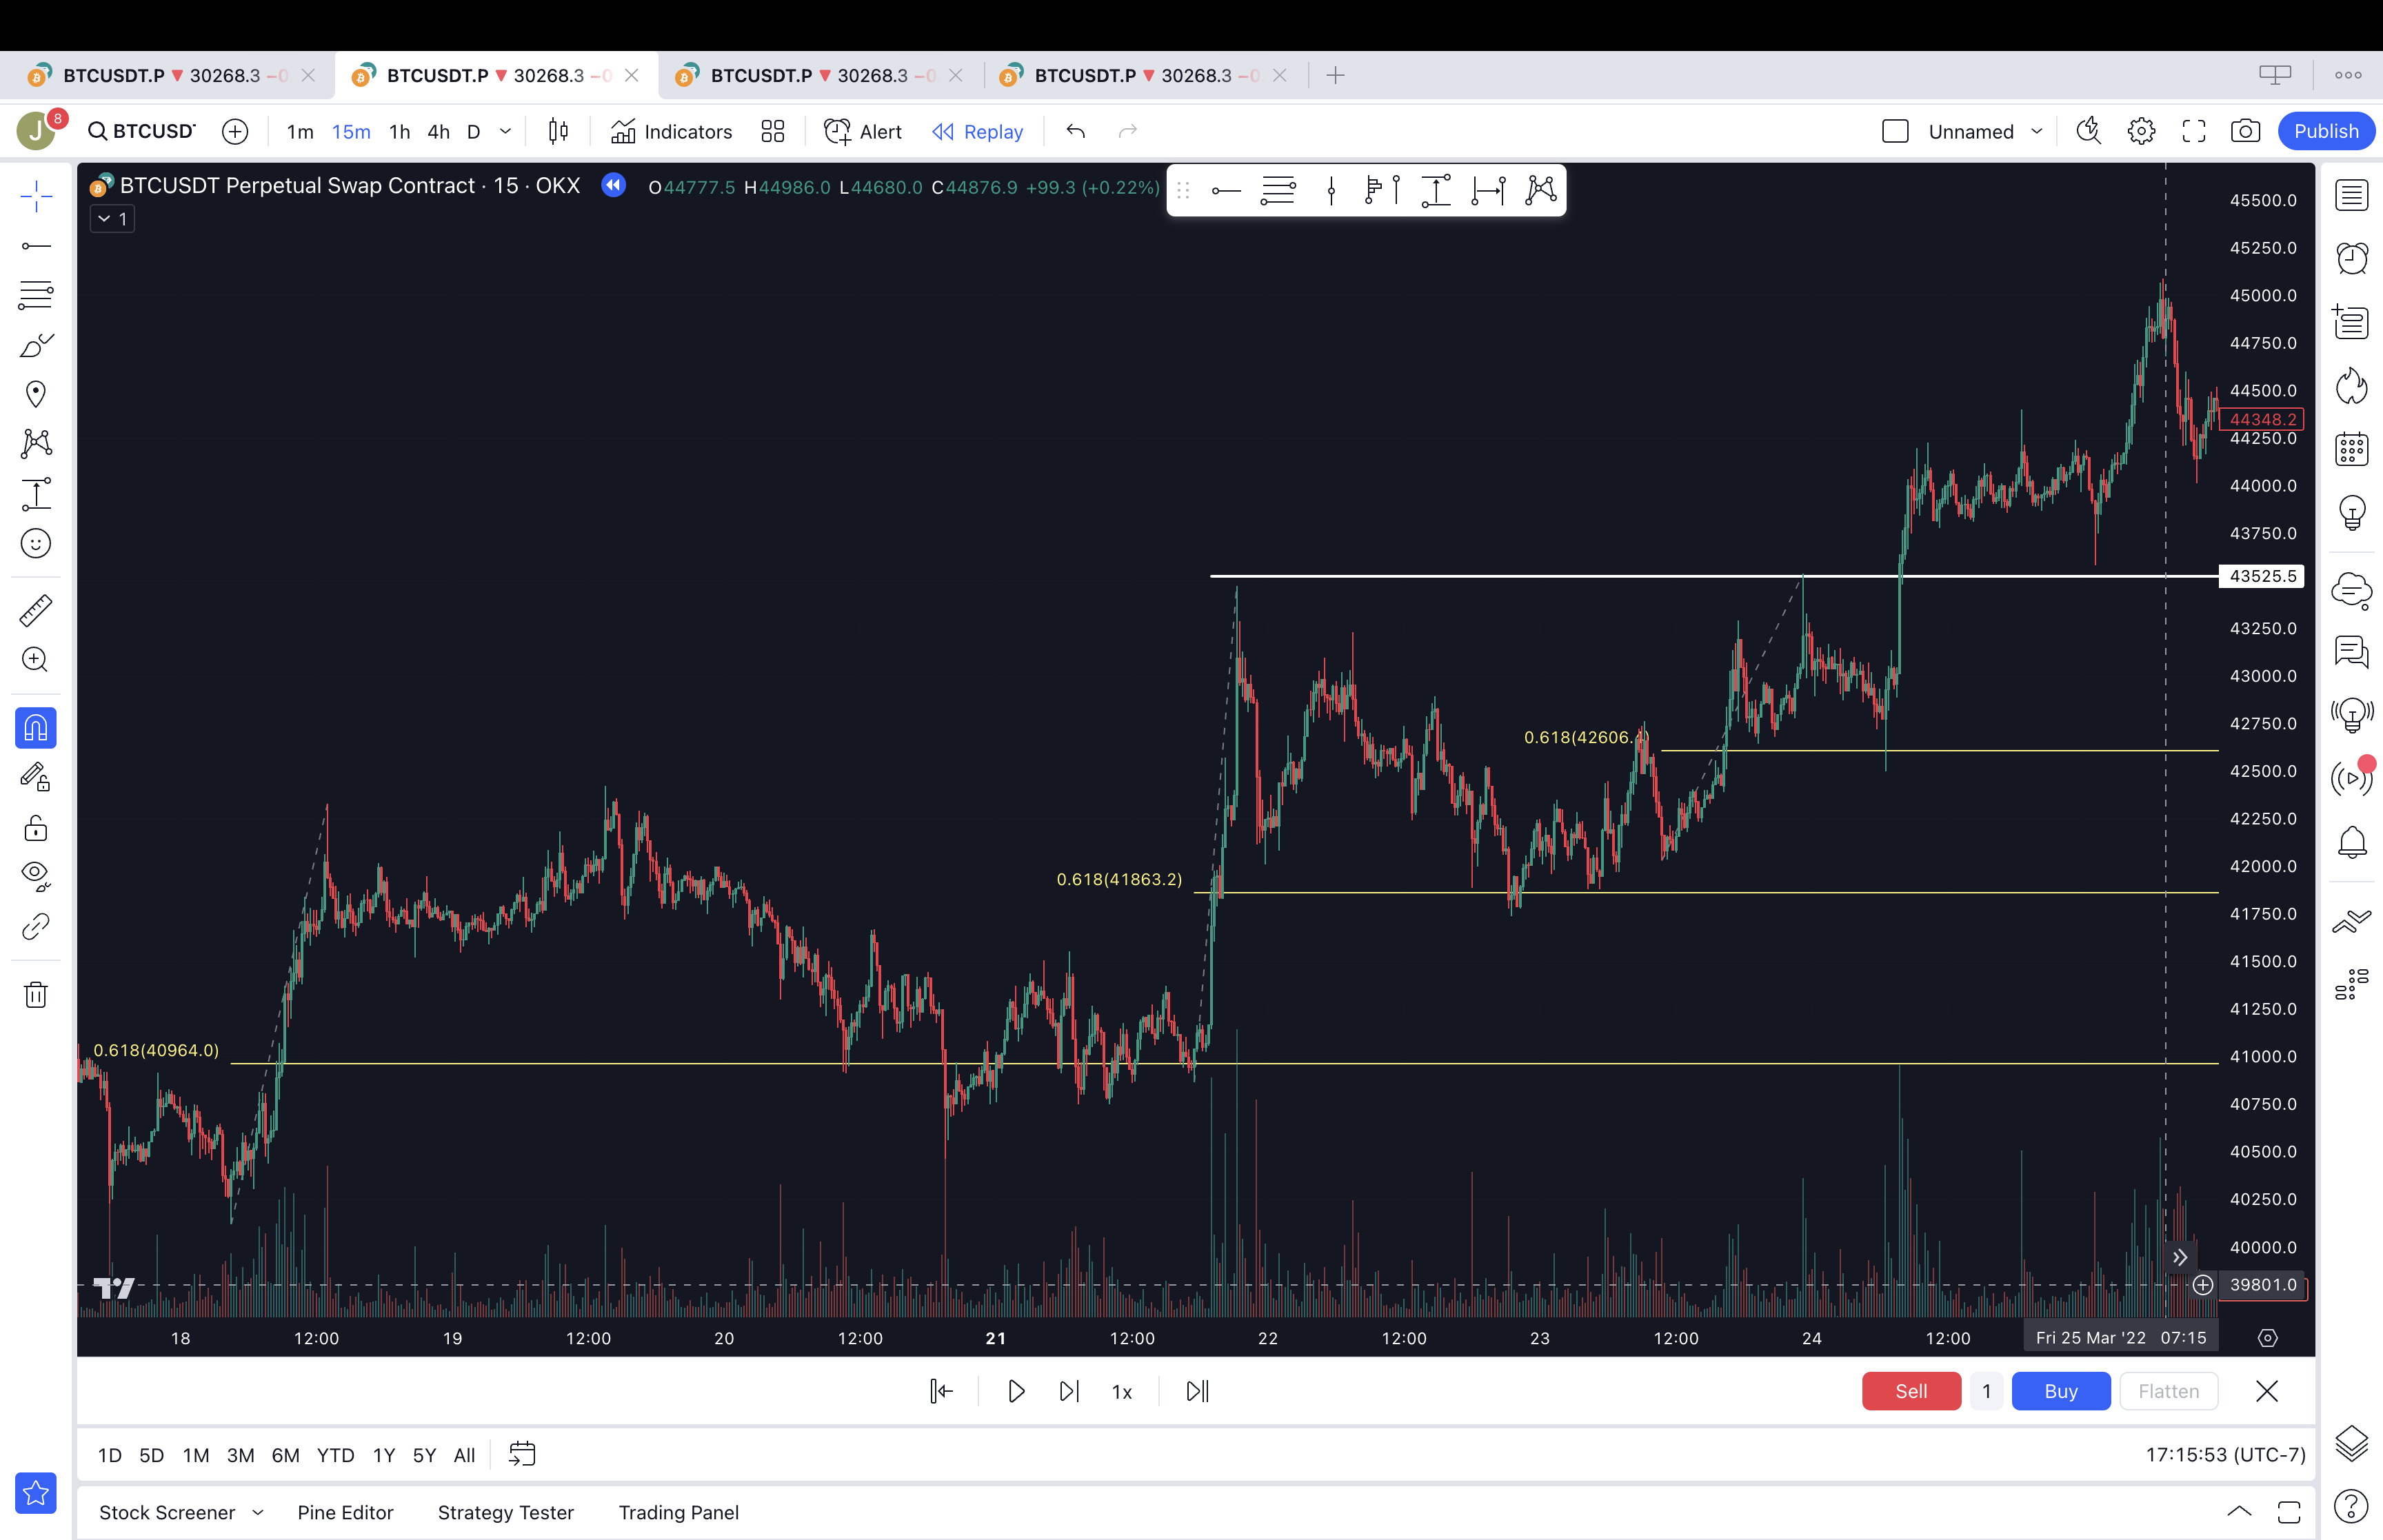 BTCUSDT.P 30268.3 −0
BTCUSDT.P 30268.3 −0
BTCUSDT.P 30268.3 −0
BTCUSDT.P 30268.3 −0
J 8 BTCUSD 1m 15m 1h 4h D Indicators Alert Replay Unnamed Publish
BTCUSDT Perpetual Swap Contract · 15 · OKX O44777.5 H44986.0 L44680.0 C44876.9 +99.3 (+0.22%)
1
45500.0
45250.0
45000.0
44750.0
44500.0
44348.2
44250.0
44000.0
43750.0
43525.5
43250.0
43000.0
42750.0
0.618(42606.
42500.0
42250.0
42000.0
0.618(41863.2)
41750.0
41500.0
41250.0
0.618(40964.0)
41000.0
40750.0
40500.0
40250.0
40000.0
39801.0
18 12:00 19 12:00 20 12:00 21 12:00 22 12:00 23 12:00 24 12:00 Fri 25 Mar '22 07:15
1x Sell 1 Buy Flatten
1D 5D 1M 3M 6M YTD 1Y 5Y All 17:15:53 (UTC-7)
Stock Screener Pine Editor Strategy Tester Trading Panel